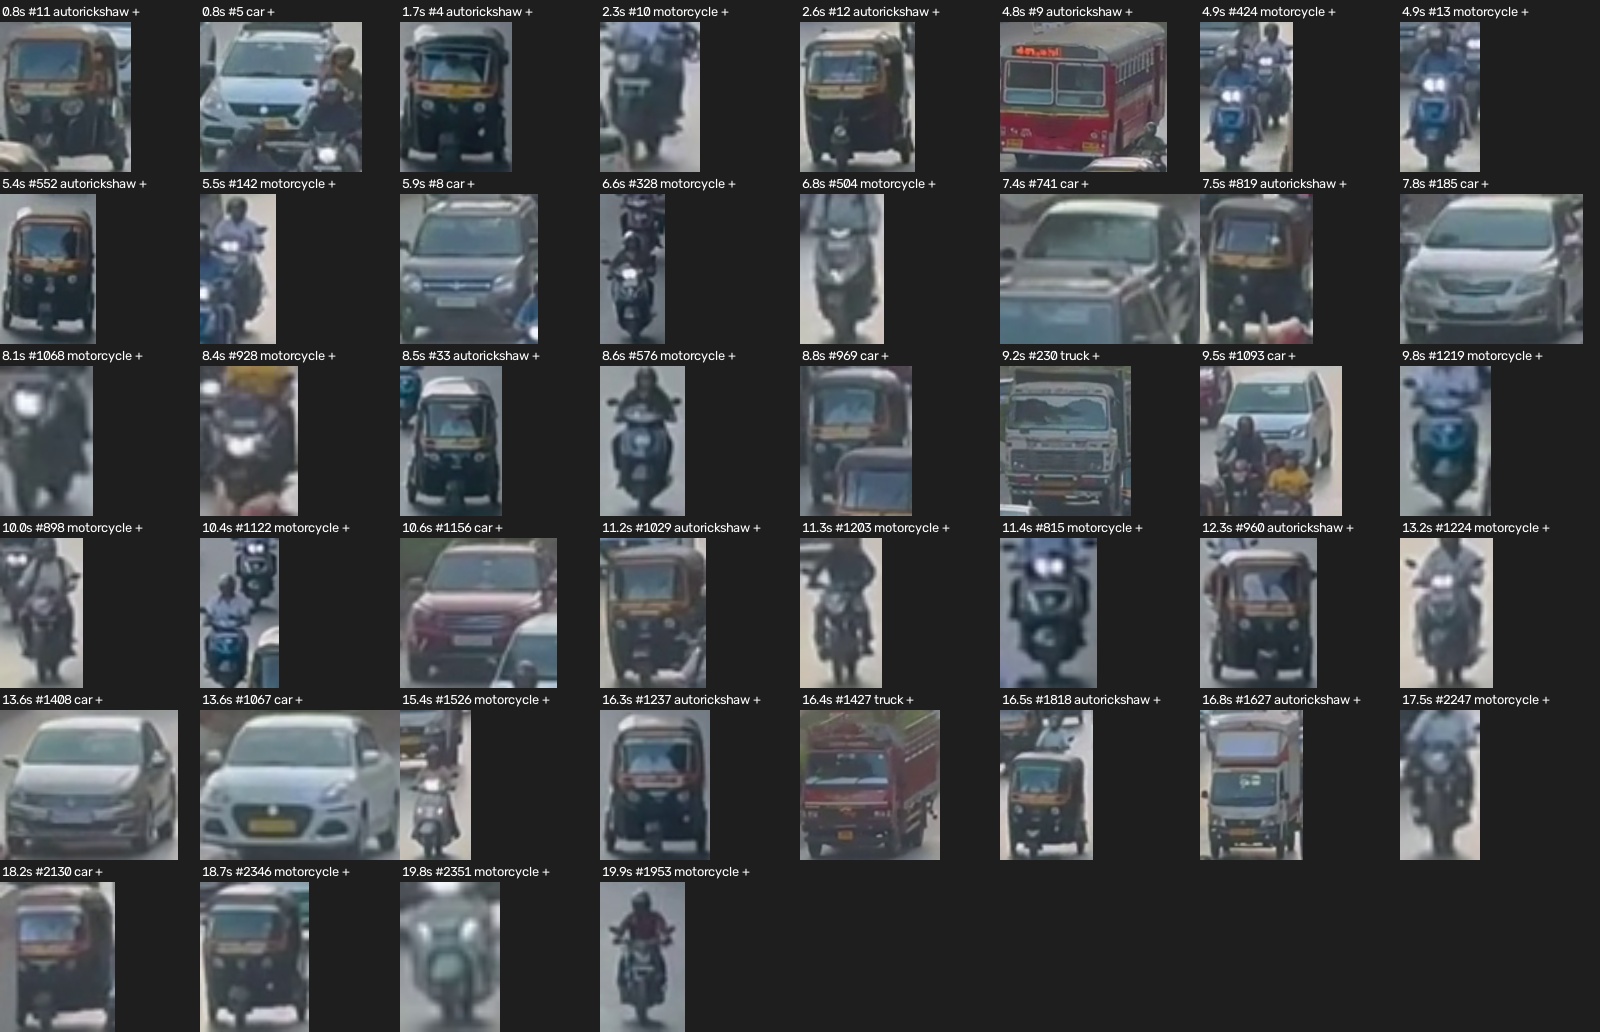 0.8s #11 autorickshaw +
0.8s #5 car +
1.7s #4 autorickshaw +
2.3s #10 motorcycle +
2.6s #12 autorickshaw +
4.8s #9 autorickshaw +
4.9s #424 motorcycle +
4.9s #13 motorcycle +
5.4s #552 autorickshaw +
5.5s #142 motorcycle +
5.9s #8 car +
6.6s #328 motorcycle +
6.8s #504 motorcycle +
7.4s #741 car +
7.5s #819 autorickshaw +
7.8s #185 car +
8.1s #1068 motorcycle +
8.4s #928 motorcycle +
8.5s #33 autorickshaw +
8.6s #576 motorcycle +
8.8s #969 car +
9.2s #230 truck +
9.5s #1093 car +
9.8s #1219 motorcycle +
10.0s #898 motorcycle +
10.4s #1122 motorcycle +
10.6s #1156 car +
11.2s #1029 autorickshaw +
11.3s #1203 motorcycle +
11.4s #815 motorcycle +
12.3s #960 autorickshaw +
13.2s #1224 motorcycle +
13.6s #1408 car +
13.6s #1067 car +
15.4s #1526 motorcycle +
16.3s #1237 autorickshaw +
16.4s #1427 truck +
16.5s #1818 autorickshaw +
16.8s #1627 autorickshaw +
17.5s #2247 motorcycle +
18.2s #2130 car +
18.7s #2346 motorcycle +
19.8s #2351 motorcycle +
19.9s #1953 motorcycle +